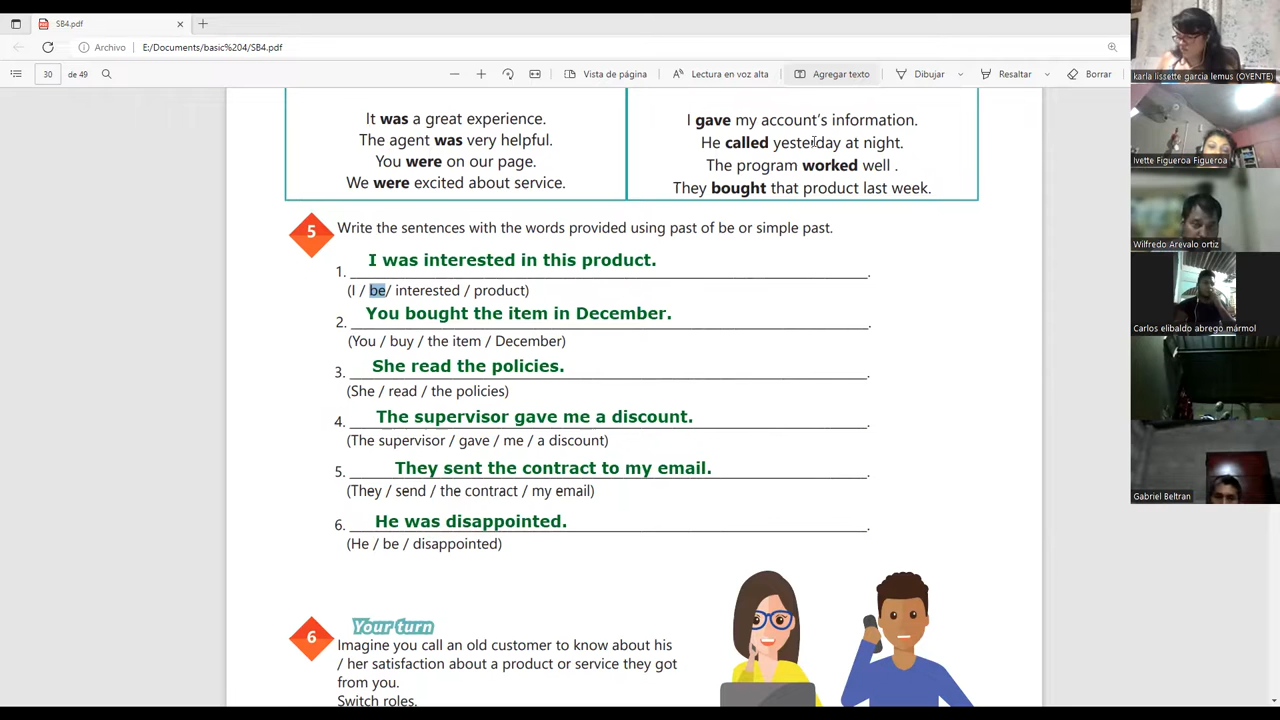 SB4.pdf
Archivo
E:/Documents/basic%204/SB4.pdf
30
de 49
Vista de página
Lectura en voz alta
Agregar texto
Dibujar
Resaltar
Borrar
It was a great experience.
The agent was very helpful.
You were on our page.
We were excited about service.
I gave my account's information.
He called yesterday at night.
The program worked well .
They bought that product last week.
5
Write the sentences with the words provided using past of be or simple past.
I was interested in this product.
1. ___.
(I / be/ interested / product)
You bought the item in December.
2. ___.
(You / buy / the item / December)
She read the policies.
3. ___.
(She / read / the policies)
The supervisor gave me a discount.
4. ___.
(The supervisor / gave / me / a discount)
They sent the contract to my email.
5. ___.
(They / send / the contract / my email)
He was disappointed.
6. ___.
(He / be / disappointed)
6
Your turn
Imagine you call an old customer to know about his
/ her satisfaction about a product or service they got
from you.
Switch roles.
karla lissette garcia lemus (OYENTE)
Ivette Figueroa Figueroa
Wilfredo Arevalo ortiz
Carlos elibaldo abrego mármol
Gabriel Beltran